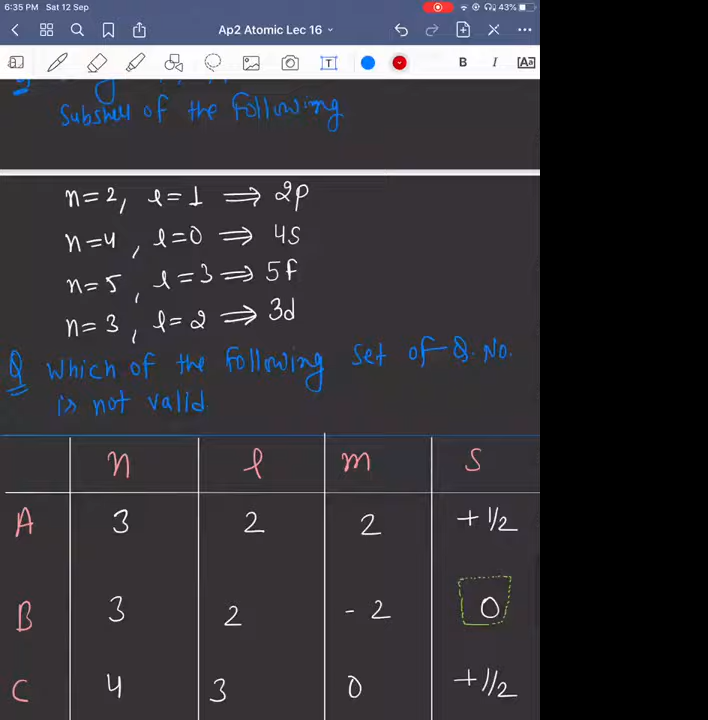 6:35 PM Sat 12 Sep 43%
Ap2 Atomic Lec 16
T B I Aa
Subshell of the following
n=2, l=1 ⇒ 2p
n=4, l=0 ⇒ 4s
n=5, l=3 ⇒ 5f
n=3, l=2 ⇒ 3d
Q Which of the following set of Q. No.
is not valid
n l m s
A 3 2 2 +1/2
B 3 2 -2 0
C 4 3 0 +1/2